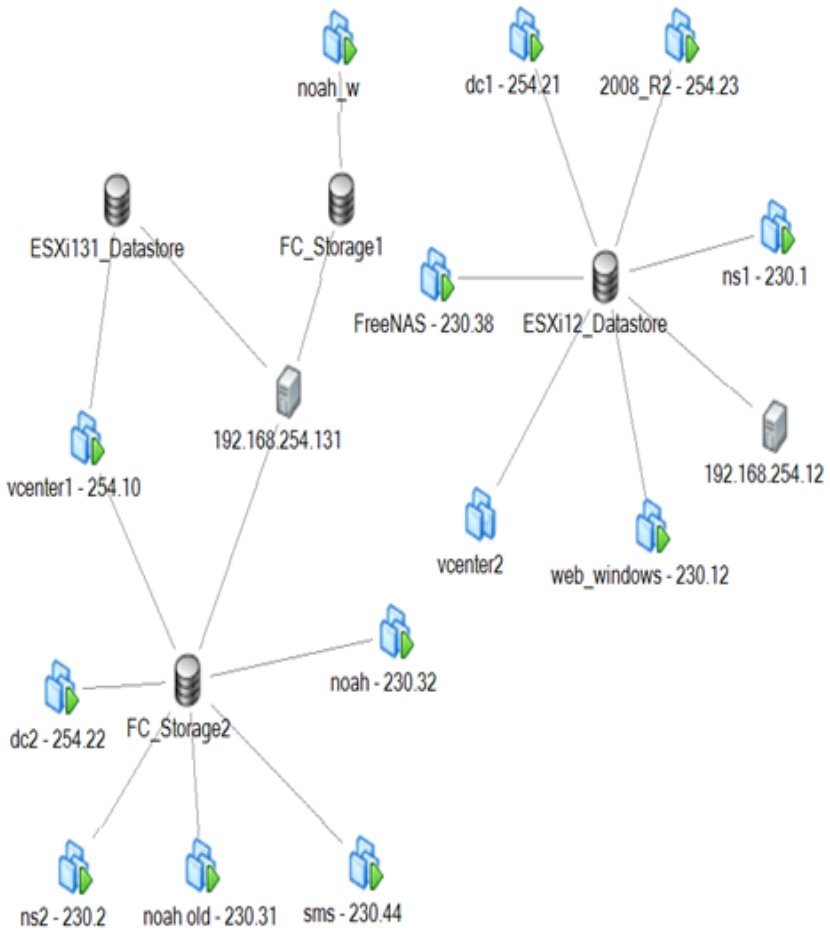 noah_w
dc1 - 254.21
2008_R2 - 254.23
ESXi131_Datastore
FC_Storage1
ns1 - 230.1
FreeNAS - 230.38
ESXi12_Datastore
192.168.254.131
vcenter1 - 254.10
192.168.254.12
vcenter2
web_windows - 230.12
noah - 230.32
dc2 - 254.22
FC_Storage2
ns2 - 230.2
noah old - 230.31
sms - 230.44